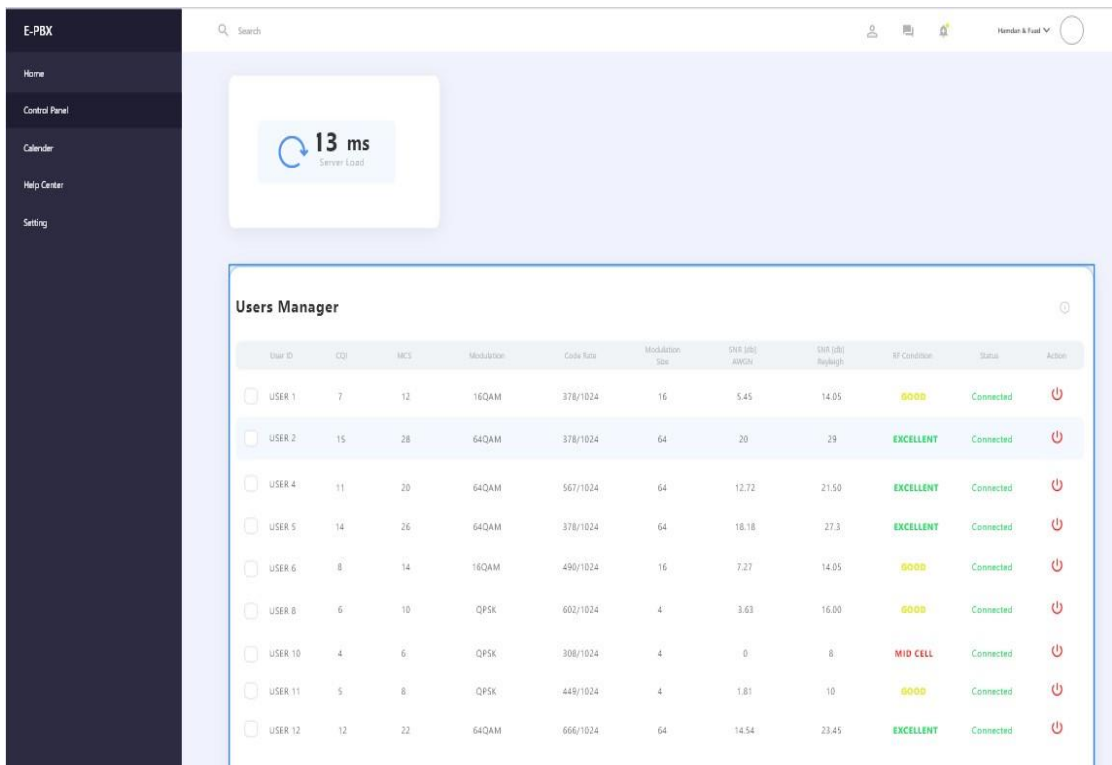 E-PBX
Search
Hamdan & Fuad
Home
Control Panel
Calender
Help Center
Setting
13 ms
Server Load
Users Manager
User ID CQI MCS Modulation Code Rate Modulation Size SNR [db] AWGN SNR [db] Rayleigh RF Condition Status Action
USER 1 7 12 16QAM 378/1024 16 5.45 14.05 GOOD Connected
USER 2 15 28 64QAM 378/1024 64 20 29 EXCELLENT Connected
USER 4 11 20 64QAM 567/1024 64 12.72 21.50 EXCELLENT Connected
USER 5 14 26 64QAM 378/1024 64 18.18 27.3 EXCELLENT Connected
USER 6 8 14 16QAM 490/1024 16 7.27 14.05 GOOD Connected
USER 8 6 10 QPSK 602/1024 4 3.63 16.00 GOOD Connected
USER 10 4 6 QPSK 308/1024 4 0 8 MID CELL Connected
USER 11 5 8 QPSK 449/1024 4 1.81 10 GOOD Connected
USER 12 12 22 64QAM 666/1024 64 14.54 23.45 EXCELLENT Connected